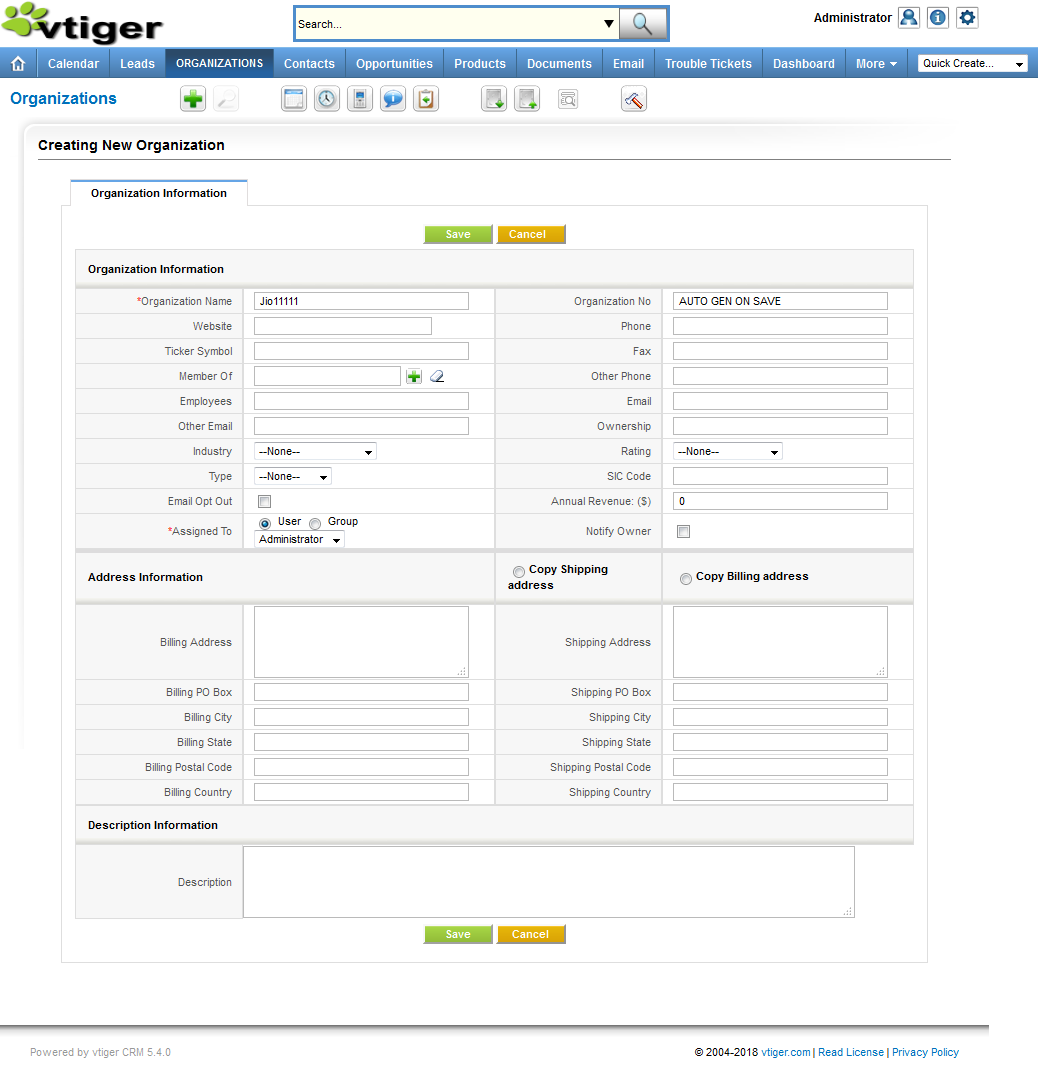 vtiger
Search...
Administrator
Calendar Leads ORGANIZATIONS Contacts Opportunities Products Documents Email Trouble Tickets Dashboard More Quick Create...
Organizations
Creating New Organization
Organization Information
Save Cancel
Organization Information
*Organization Name Jio11111 Organization No AUTO GEN ON SAVE
Website Phone
Ticker Symbol Fax
Member Of Other Phone
Employees Email
Other Email Ownership
Industry --None-- Rating --None--
Type --None-- SIC Code
Email Opt Out Annual Revenue: ($) 0
*Assigned To User Group Notify Owner
Administrator
Address Information Copy Shipping address Copy Billing address
Billing Address Shipping Address
Billing PO Box Shipping PO Box
Billing City Shipping City
Billing State Shipping State
Billing Postal Code Shipping Postal Code
Billing Country Shipping Country
Description Information
Description
Save Cancel
Powered by vtiger CRM 5.4.0 © 2004-2018 vtiger.com | Read License | Privacy Policy